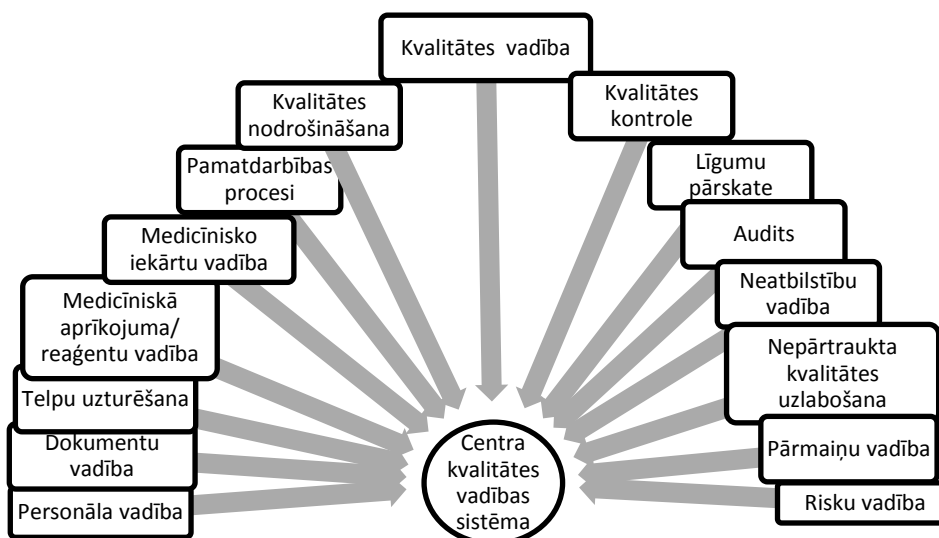 Kvalitātes vadība
Kvalitātes
nodrošināšana
Kvalitātes
kontrole
Pamatdarbības
procesi
Līgumu
pārskate
Medicīnisko
iekārtu vadība
Audits
Medicīniskā
aprīkojuma/
reaģentu vadība
Neatbilstību
vadība
Telpu uzturēšana
Nepārtraukta
kvalitātes
uzlabošana
Dokumentu
vadība
Pārmaiņu vadība
Personāla vadība
Risku vadība
Centra
kvalitātes
vadības
sistēma